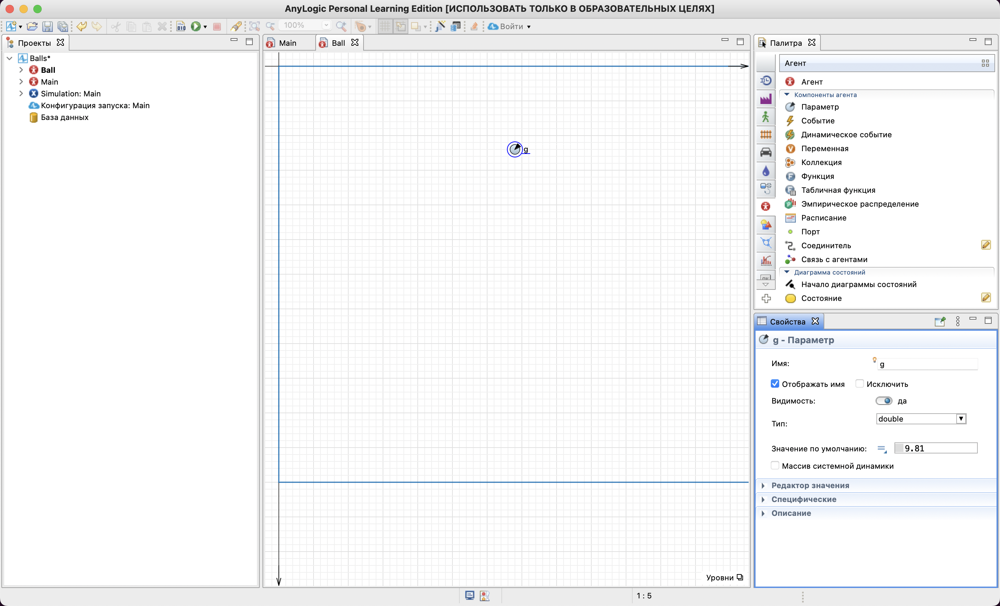 AnyLogic Personal Learning Edition [ИСПОЛЬЗОВАТЬ ТОЛЬКО В ОБРАЗОВАТЕЛЬНЫХ ЦЕЛЯХ]
100%
Войти
Проекты
Balls*
Ball
Main
Simulation: Main
Конфигурация запуска: Main
База данных
Main
Ball
g
Уровни
Палитра
Агент
Агент
Компоненты агента
Параметр
Событие
Динамическое событие
Переменная
Коллекция
Функция
Табличная функция
Эмпирическое распределение
Расписание
Порт
Соединитель
Связь с агентами
Диаграмма состояний
Начало диаграммы состояний
Состояние
Свойства
g - Параметр
Имя: g
Отображать имя Исключить
Видимость: да
Тип: double
Значение по умолчанию: 9.81
Массив системной динамики
Редактор значения
Специфические
Описание
1 : 5